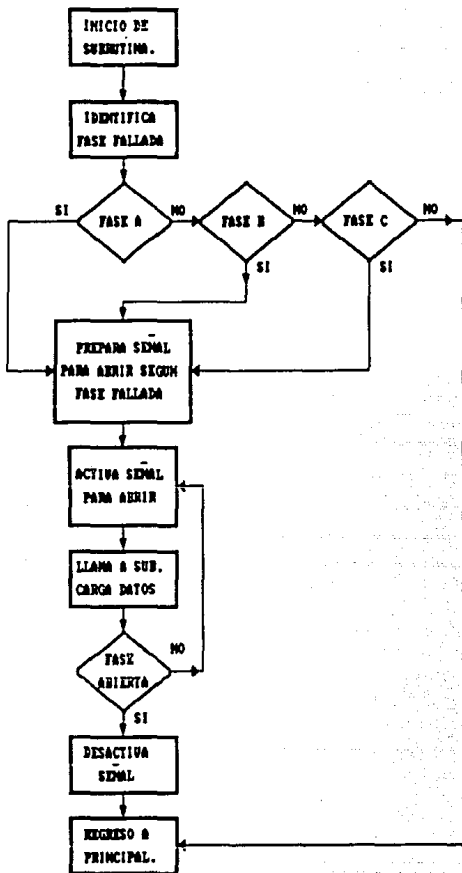 INICIO DE
SUBRUTINA.
IDENTIFICA
FASE FALLADA
SI
FASE A
NO
FASE B
NO
FASE C
NO
SI
SI
PREPARA SEÑAL
PARA ABRIR SEGUN
FASE FALLADA
ACTIVA SEÑAL
PARA ABRIR
LLAMA A SUB.
CARGA DATOS
FASE
ABIERTA
NO
SI
DESACTIVA
SEÑAL
REGRESO A
PRINCIPAL.